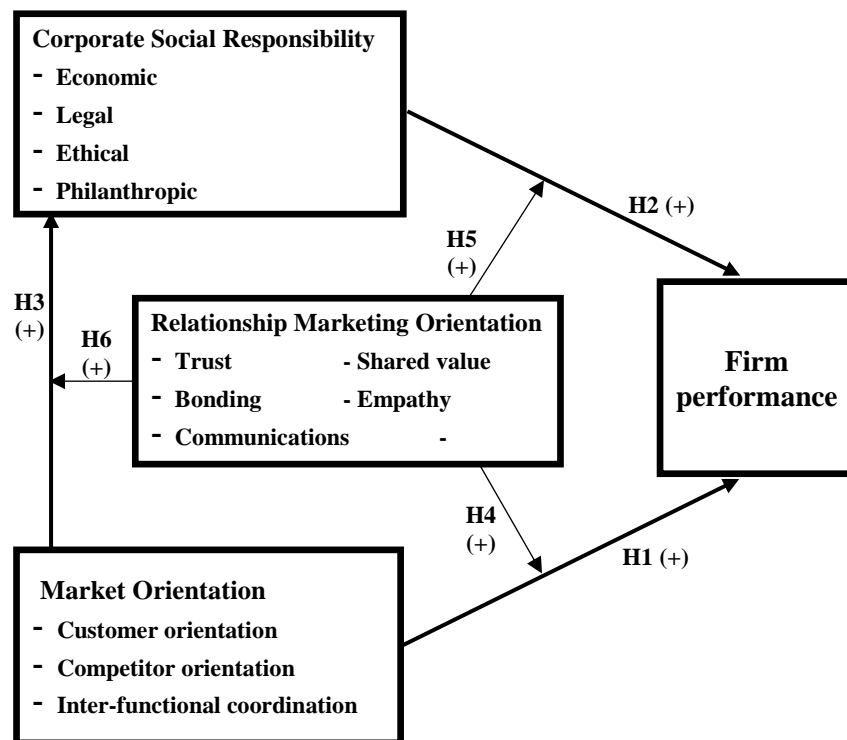 Corporate Social Responsibility
- Economic
- Legal
- Ethical
- Philanthropic
H2 (+)
H5
(+)
H3
(+)
H6
(+)
Relationship Marketing Orientation
- Trust - Shared value
- Bonding - Empathy
- Communications -
Firm
performance
H4
(+)
H1 (+)
Market Orientation
- Customer orientation
- Competitor orientation
- Inter-functional coordination